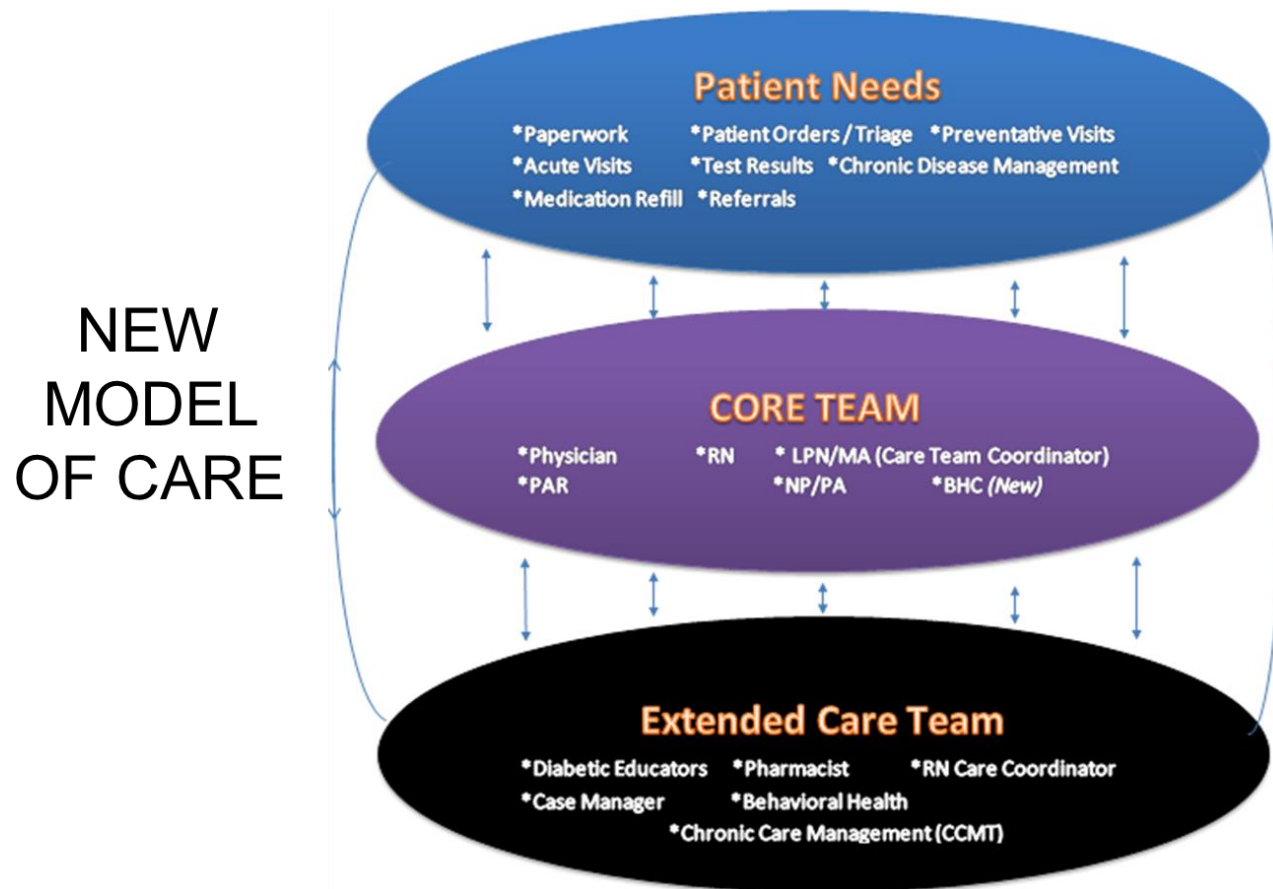 NEW
MODEL
OF CARE
Patient Needs
*Paperwork *Patient Orders / Triage *Preventative Visits
*Acute Visits *Test Results *Chronic Disease Management
*Medication Refill *Referrals
CORE TEAM
*Physician *RN * LPN/MA (Care Team Coordinator)
*PAR *NP/PA *BHC (New)
Extended Care Team
*Diabetic Educators *Pharmacist *RN Care Coordinator
*Case Manager *Behavioral Health
*Chronic Care Management (CCMT)